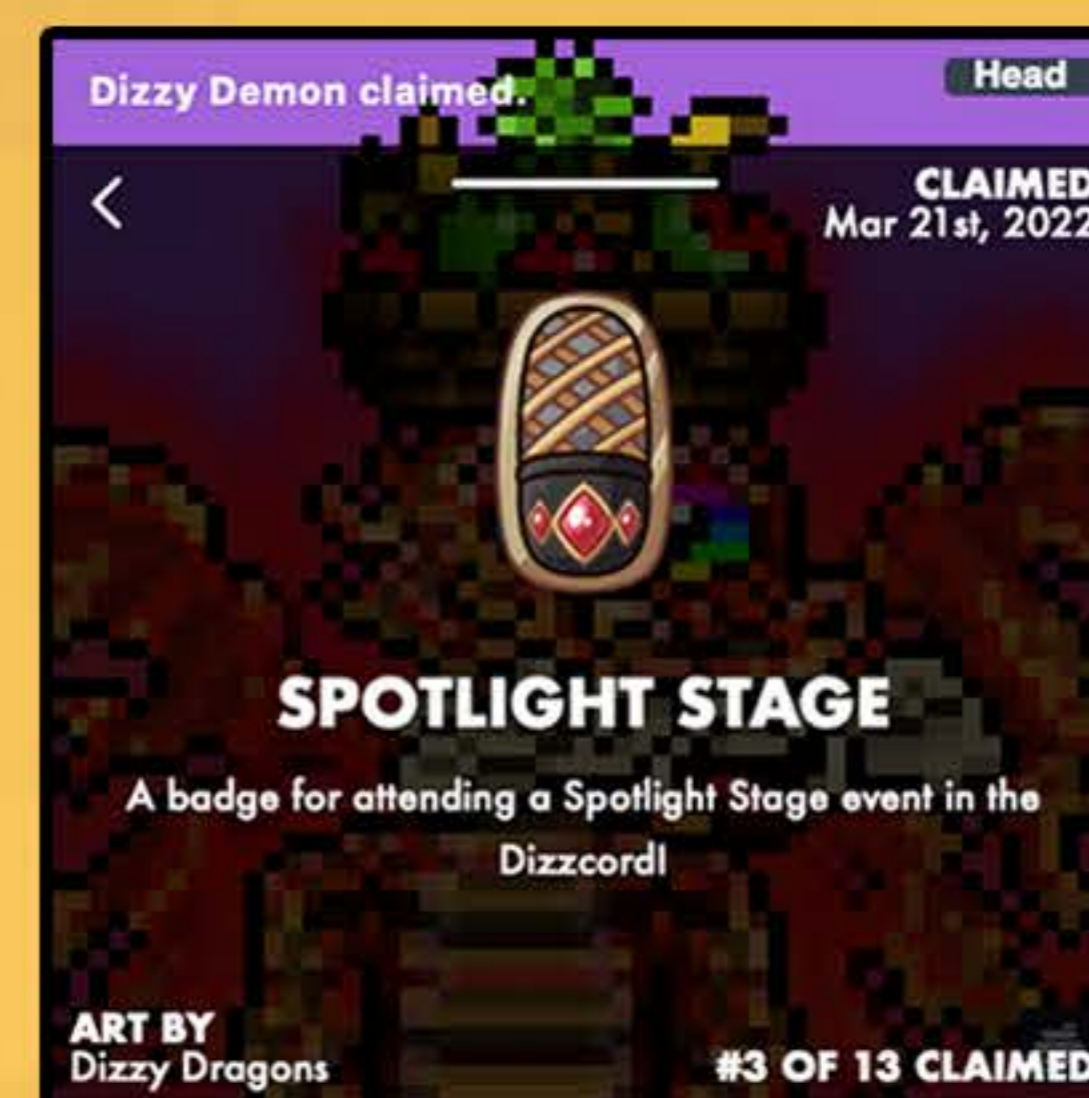 Dizzy Demon claimed.
Head
CLAIMED
Mar 21st, 2022
SPOTLIGHT STAGE
A badge for attending a Spotlight Stage event in the
Dizzcord!
ART BY
Dizzy Dragons
#3 OF 13 CLAIMED